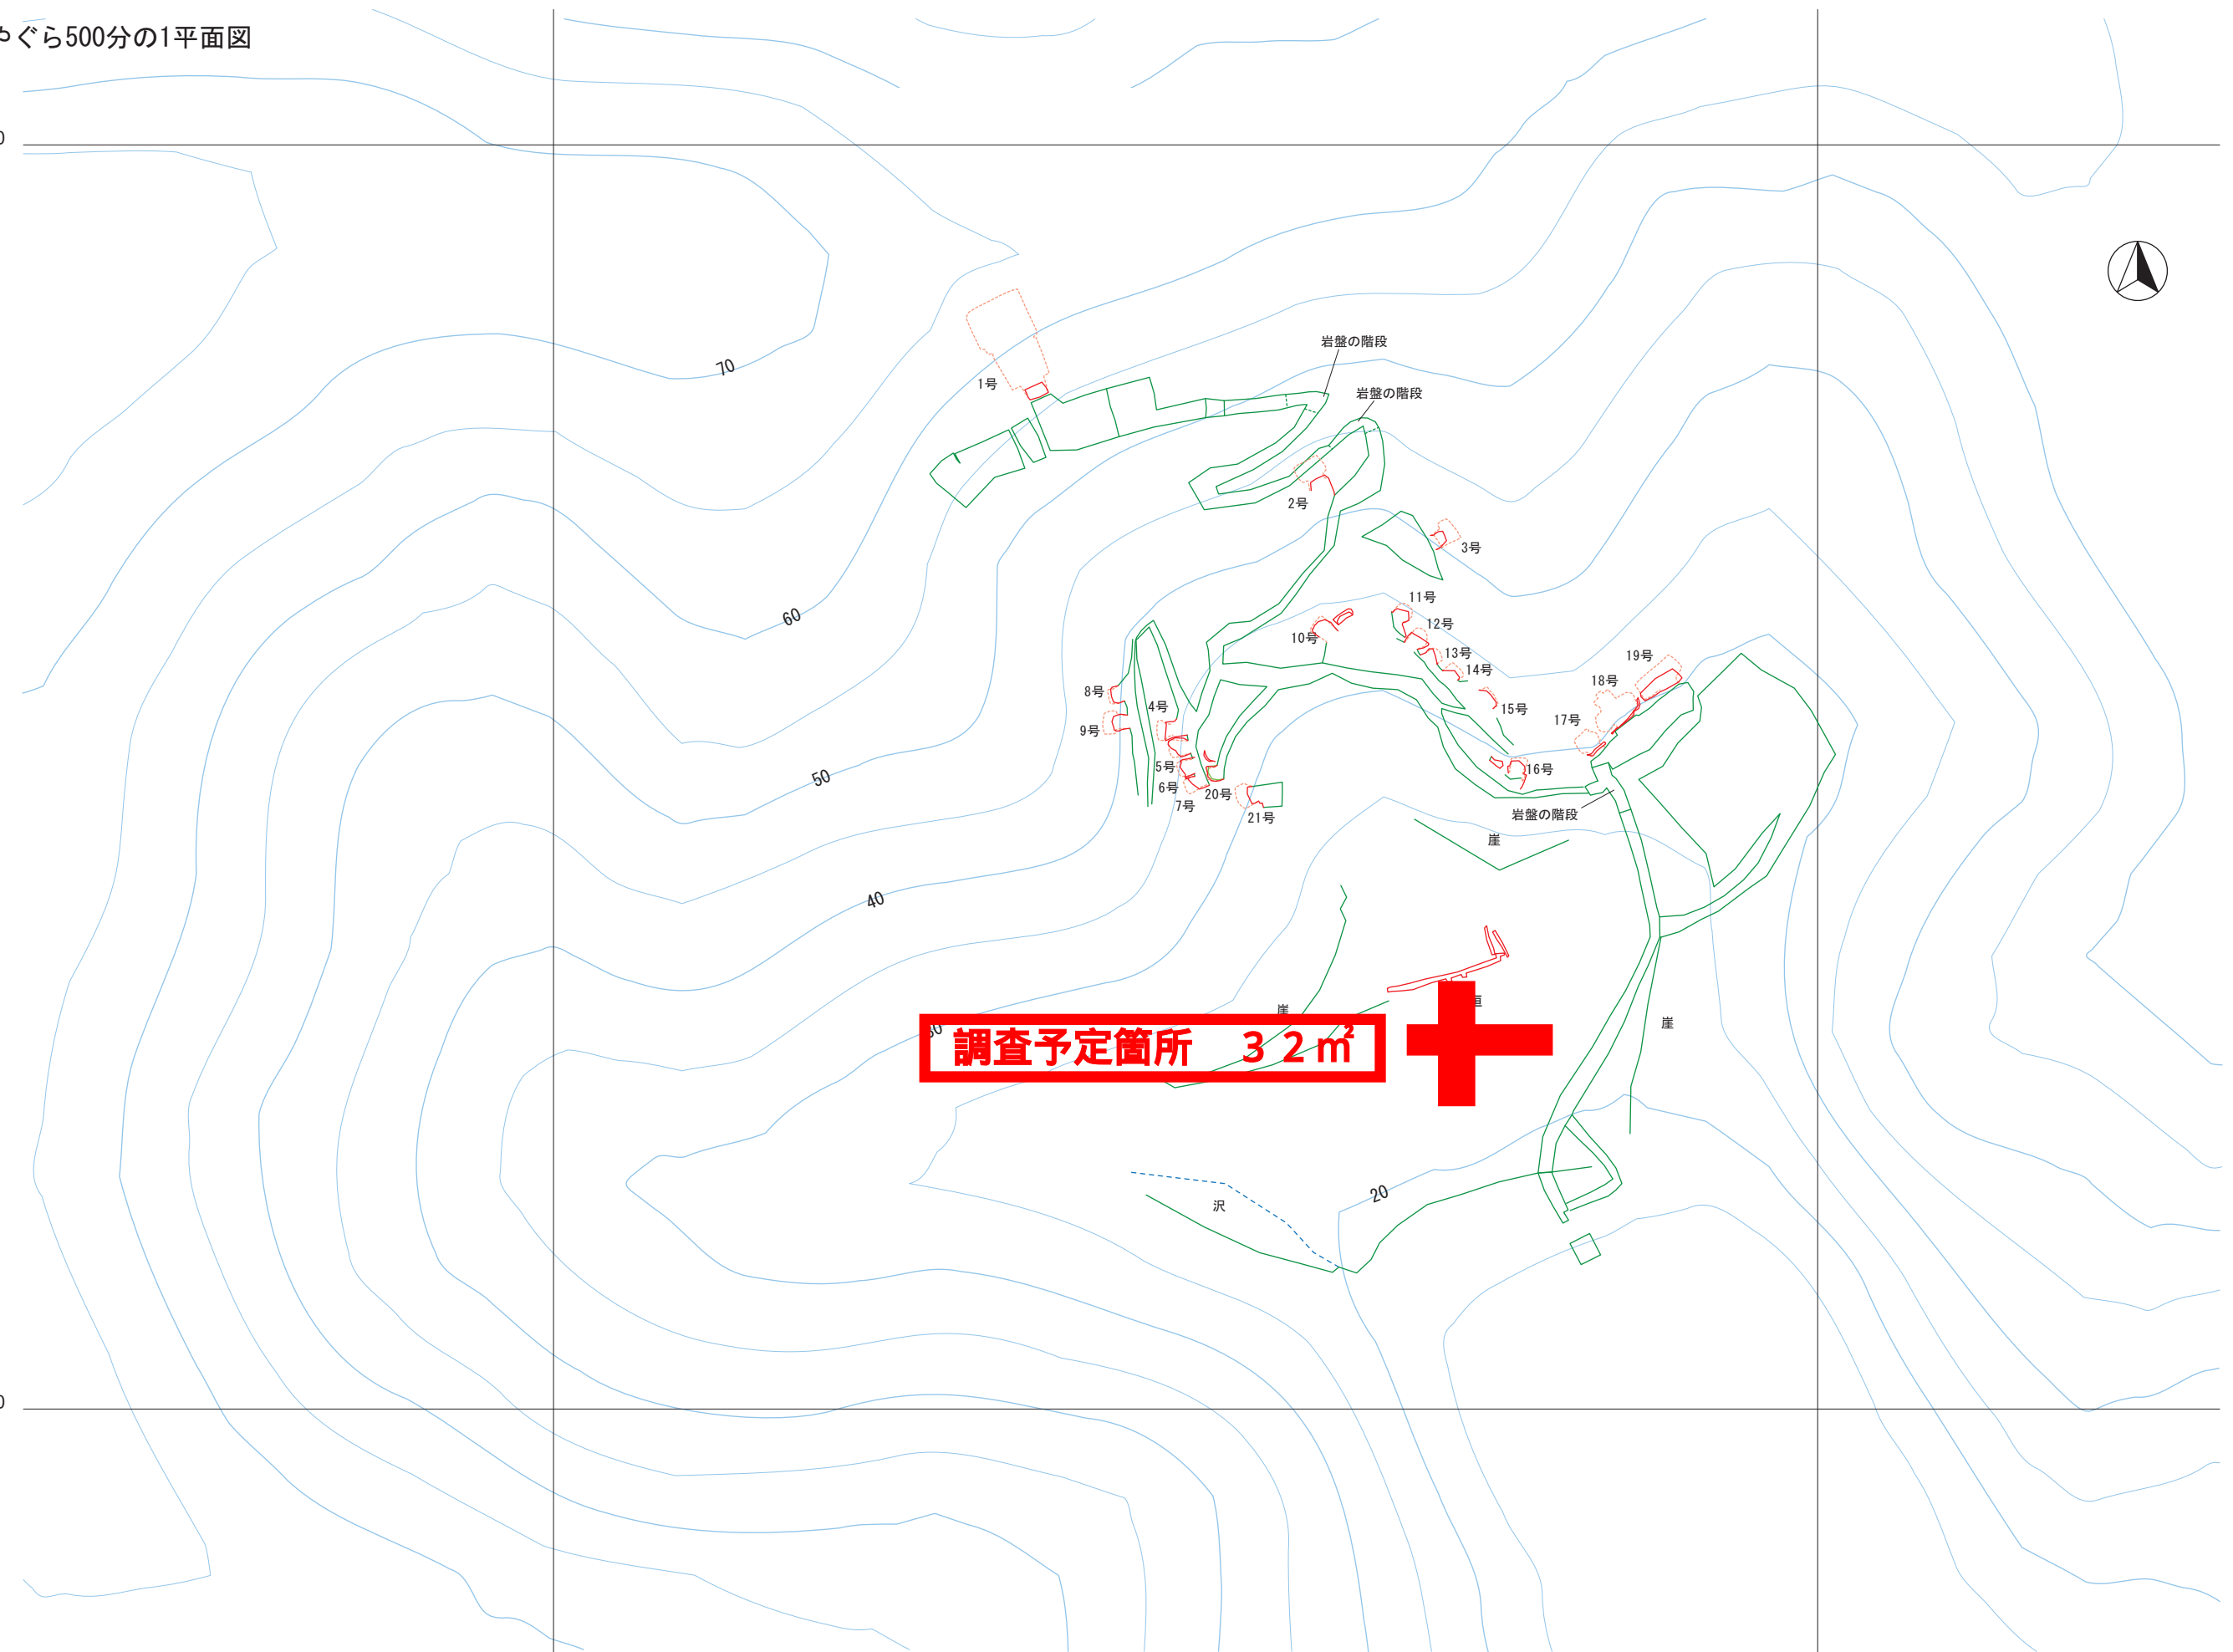 やぐら500分の1平面図
0
岩盤の階段
70
1号
岩盤の階段
2号
3号
11号
60
12号
10号
13号
19号
14号
18号
8号
4号
15号
17号
9号
5号
16号
50
6号
20号
7号
21号
岩盤の階段
崖
40
垣
崖
崖
調査予定箇所 32㎡
20
沢
0